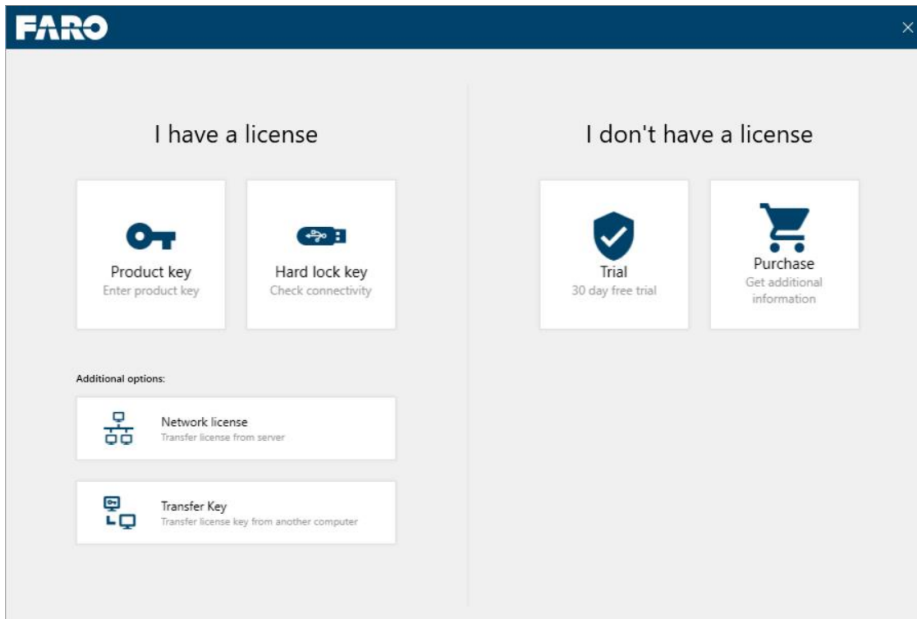 FARO
I have a license
Product key
Enter product key
Hard lock key
Check connectivity
Additional options:
Network license
Transfer license from server
Transfer Key
Transfer license key from another computer
I don't have a license
Trial
30 day free trial
Purchase
Get additional
information